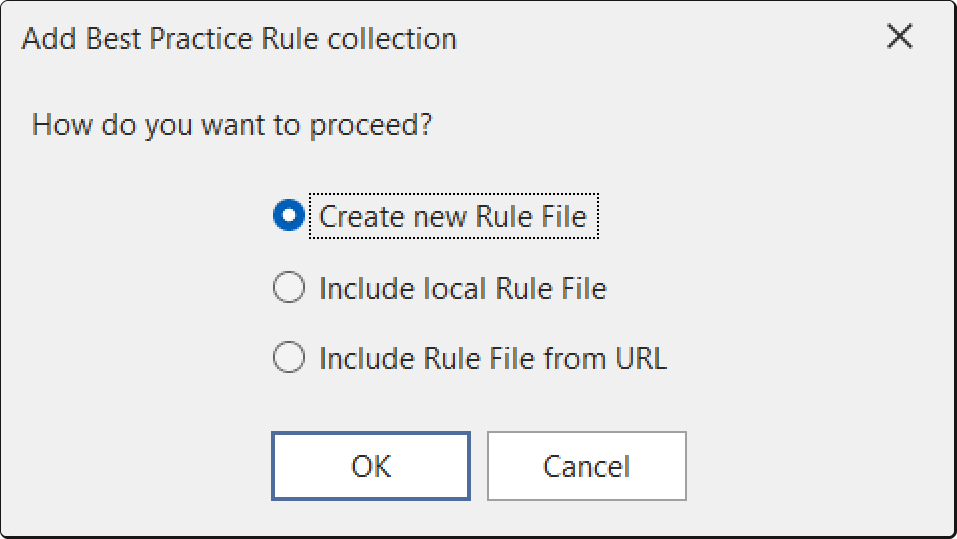 Add Best Practice Rule collection
How do you want to proceed?
Create new Rule File
Include local Rule File
Include Rule File from URL
OK Cancel